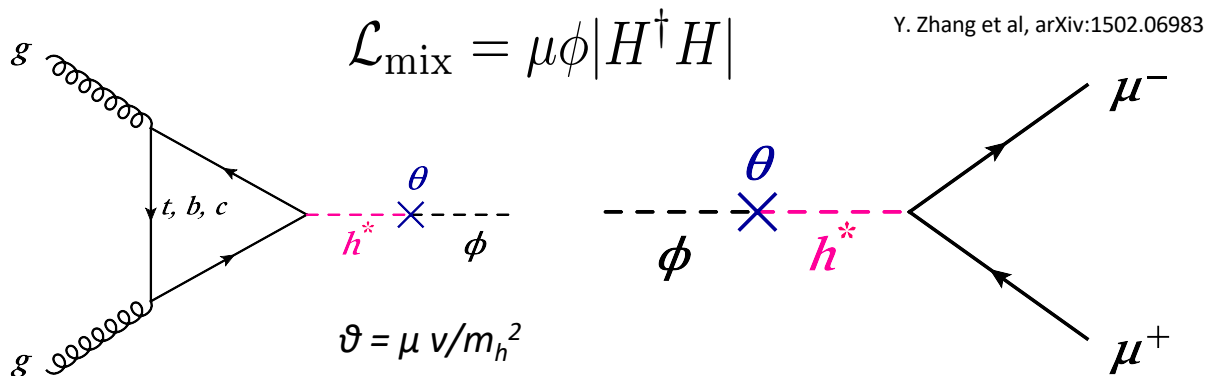 Y. Zhang et al, arXiv:1502.06983
ℒ_mix = μϕ|H†H|
g
t, b, c
θ
h*
ϕ
g
ϑ = μ v/m_h²
θ
ϕ
h*
μ⁻
μ⁺